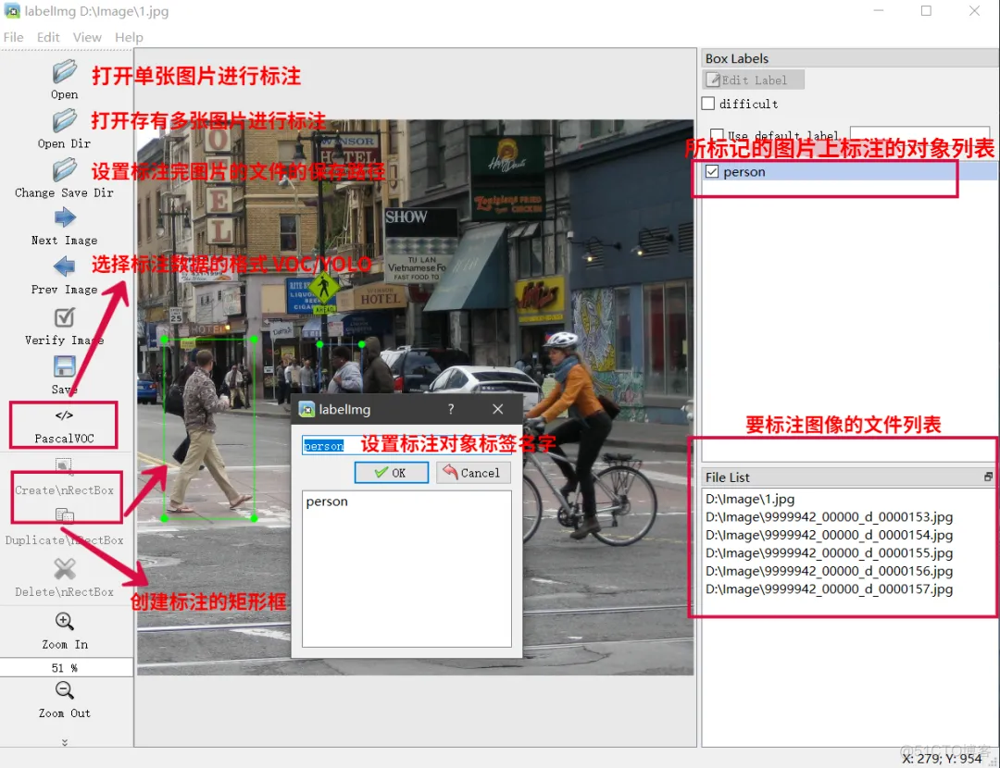 labelImg D:\Image\1.jpg
File Edit View Help
Open
打开单张图片进行标注
Open Dir
打开存有多张图片进行标注
Change Save Dir
设置标注完图片的文件的保存路径
Next Image
Prev Image
选择标注数据的格式 VOC/YOLO
Verify Image
Save
</>
PascalVOC
Create\nRectBox
Duplicate\nRectBox
创建标注的矩形框
Delete\nRectBox
Zoom In
51 %
Zoom Out
HOTEL
WINSOR
HOTEL
SHOW
TU LAN
Vietnamese Fo
FAST FOOD TO
Louisiana FRIED
CHICKEN
HOTEL
AHEAD
25
HOTEL
labelImg
?
person
设置标注对象标签名字
OK
Cancel
person
Box Labels
Edit Label
difficult
Use default label
所标记的图片上标注的对象列表
person
要标注图像的文件列表
File List
D:\Image\1.jpg
D:\Image\9999942_00000_d_0000153.jpg
D:\Image\9999942_00000_d_0000154.jpg
D:\Image\9999942_00000_d_0000155.jpg
D:\Image\9999942_00000_d_0000156.jpg
D:\Image\9999942_00000_d_0000157.jpg
@51CTO博客
X: 279; Y: 954